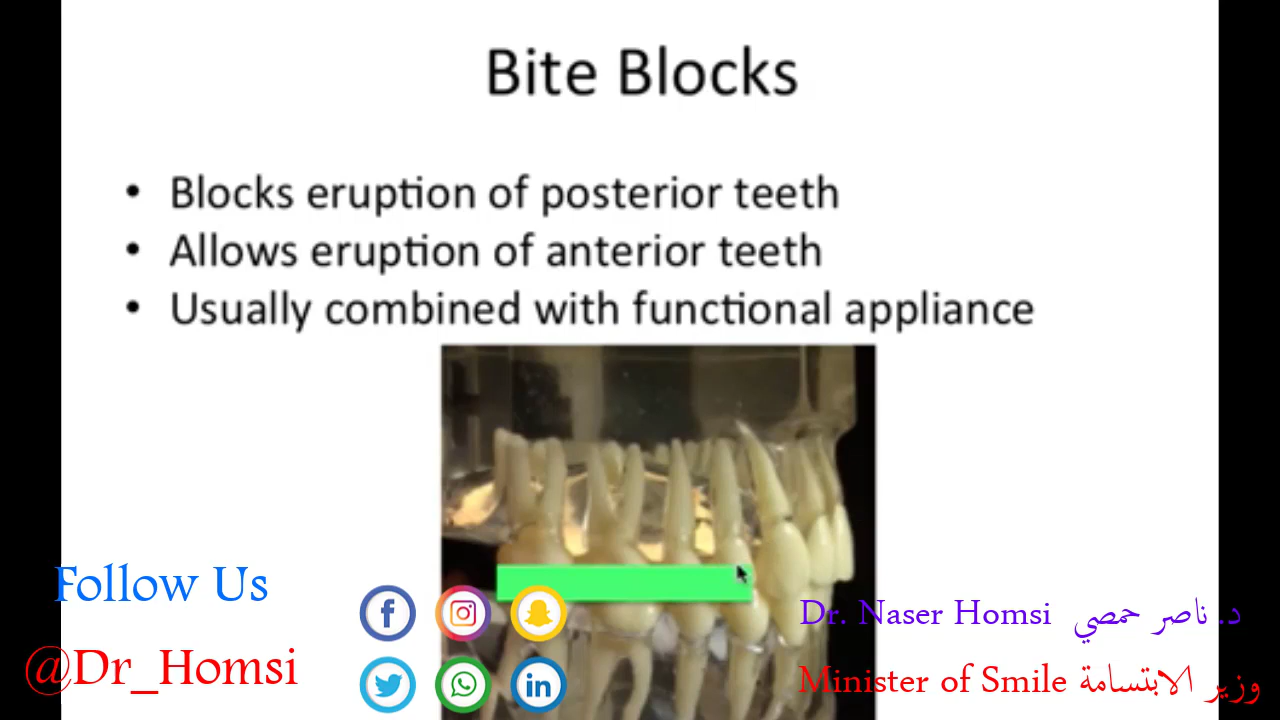 Bite Blocks
• Blocks eruption of posterior teeth
• Allows eruption of anterior teeth
• Usually combined with functional appliance
Follow Us
@Dr_Homsi
Dr. Naser Homsi د. ناصر حمصي
Minister of Smile وزير الابتسامة